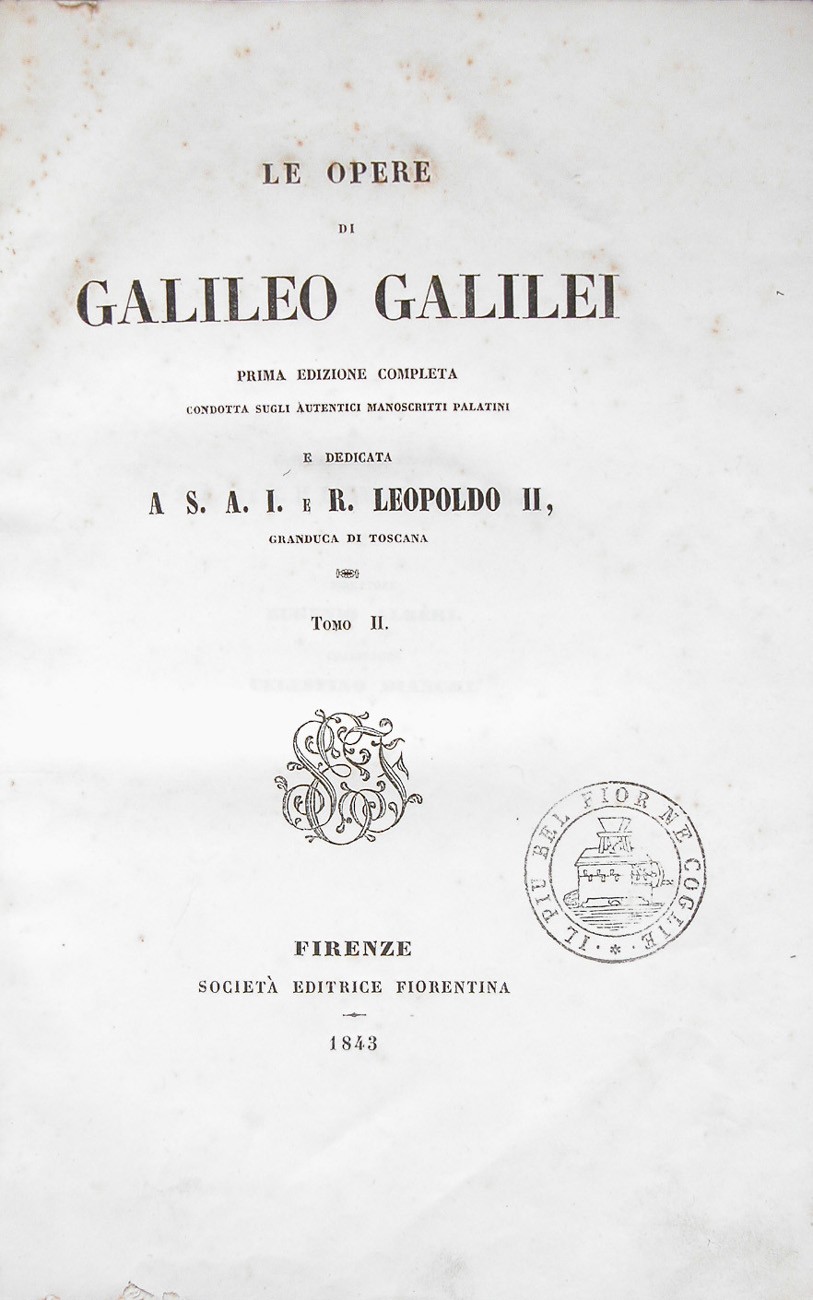 LE OPERE
DI
GALILEO GALILEI
PRIMA EDIZIONE COMPLETA
CONDOTTA SUGLI AUTENTICI MANOSCRITTI PALATINI
E DEDICATA
A S. A. I. E R. LEOPOLDO II,
GRANDUCA DI TOSCANA
TOMO II.
IL PIÙ BEL FIOR NE COGLIE
FIRENZE
SOCIETÀ EDITRICE FIORENTINA
1843